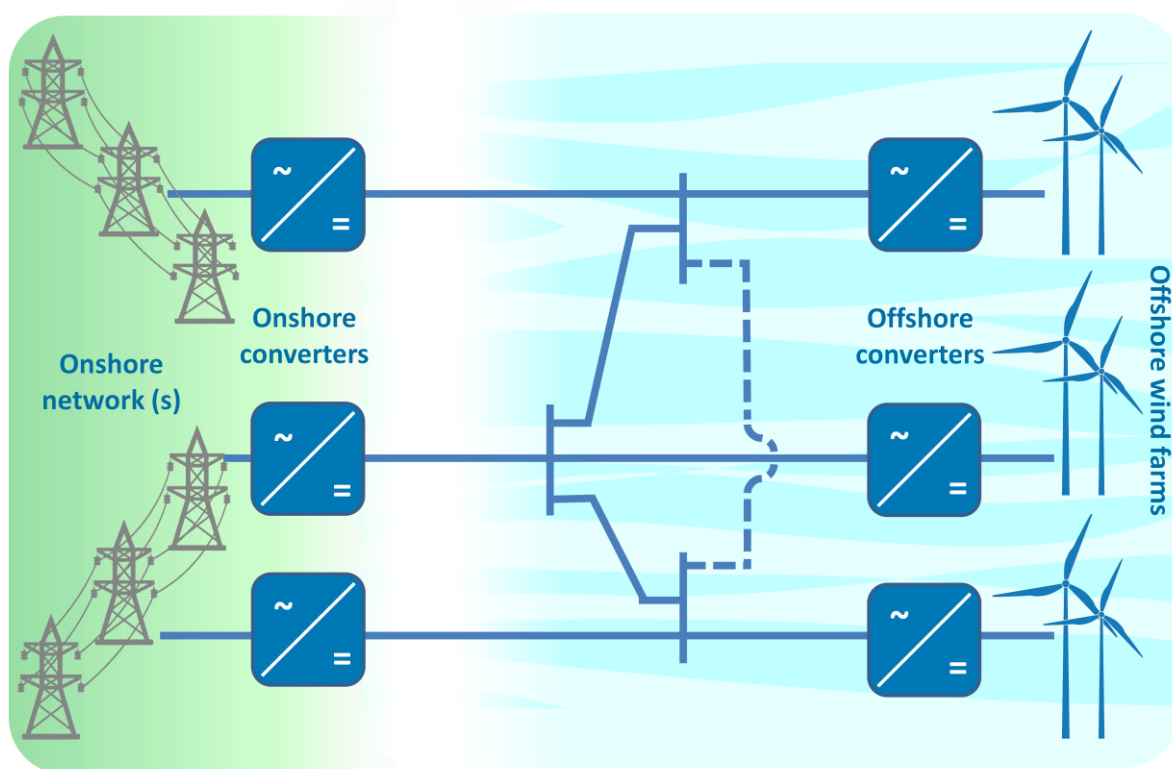 ~
=
~
=
Onshore
converters
Offshore
converters
Onshore
network (s)
Offshore wind farms
~
=
~
=
~
=
~
=